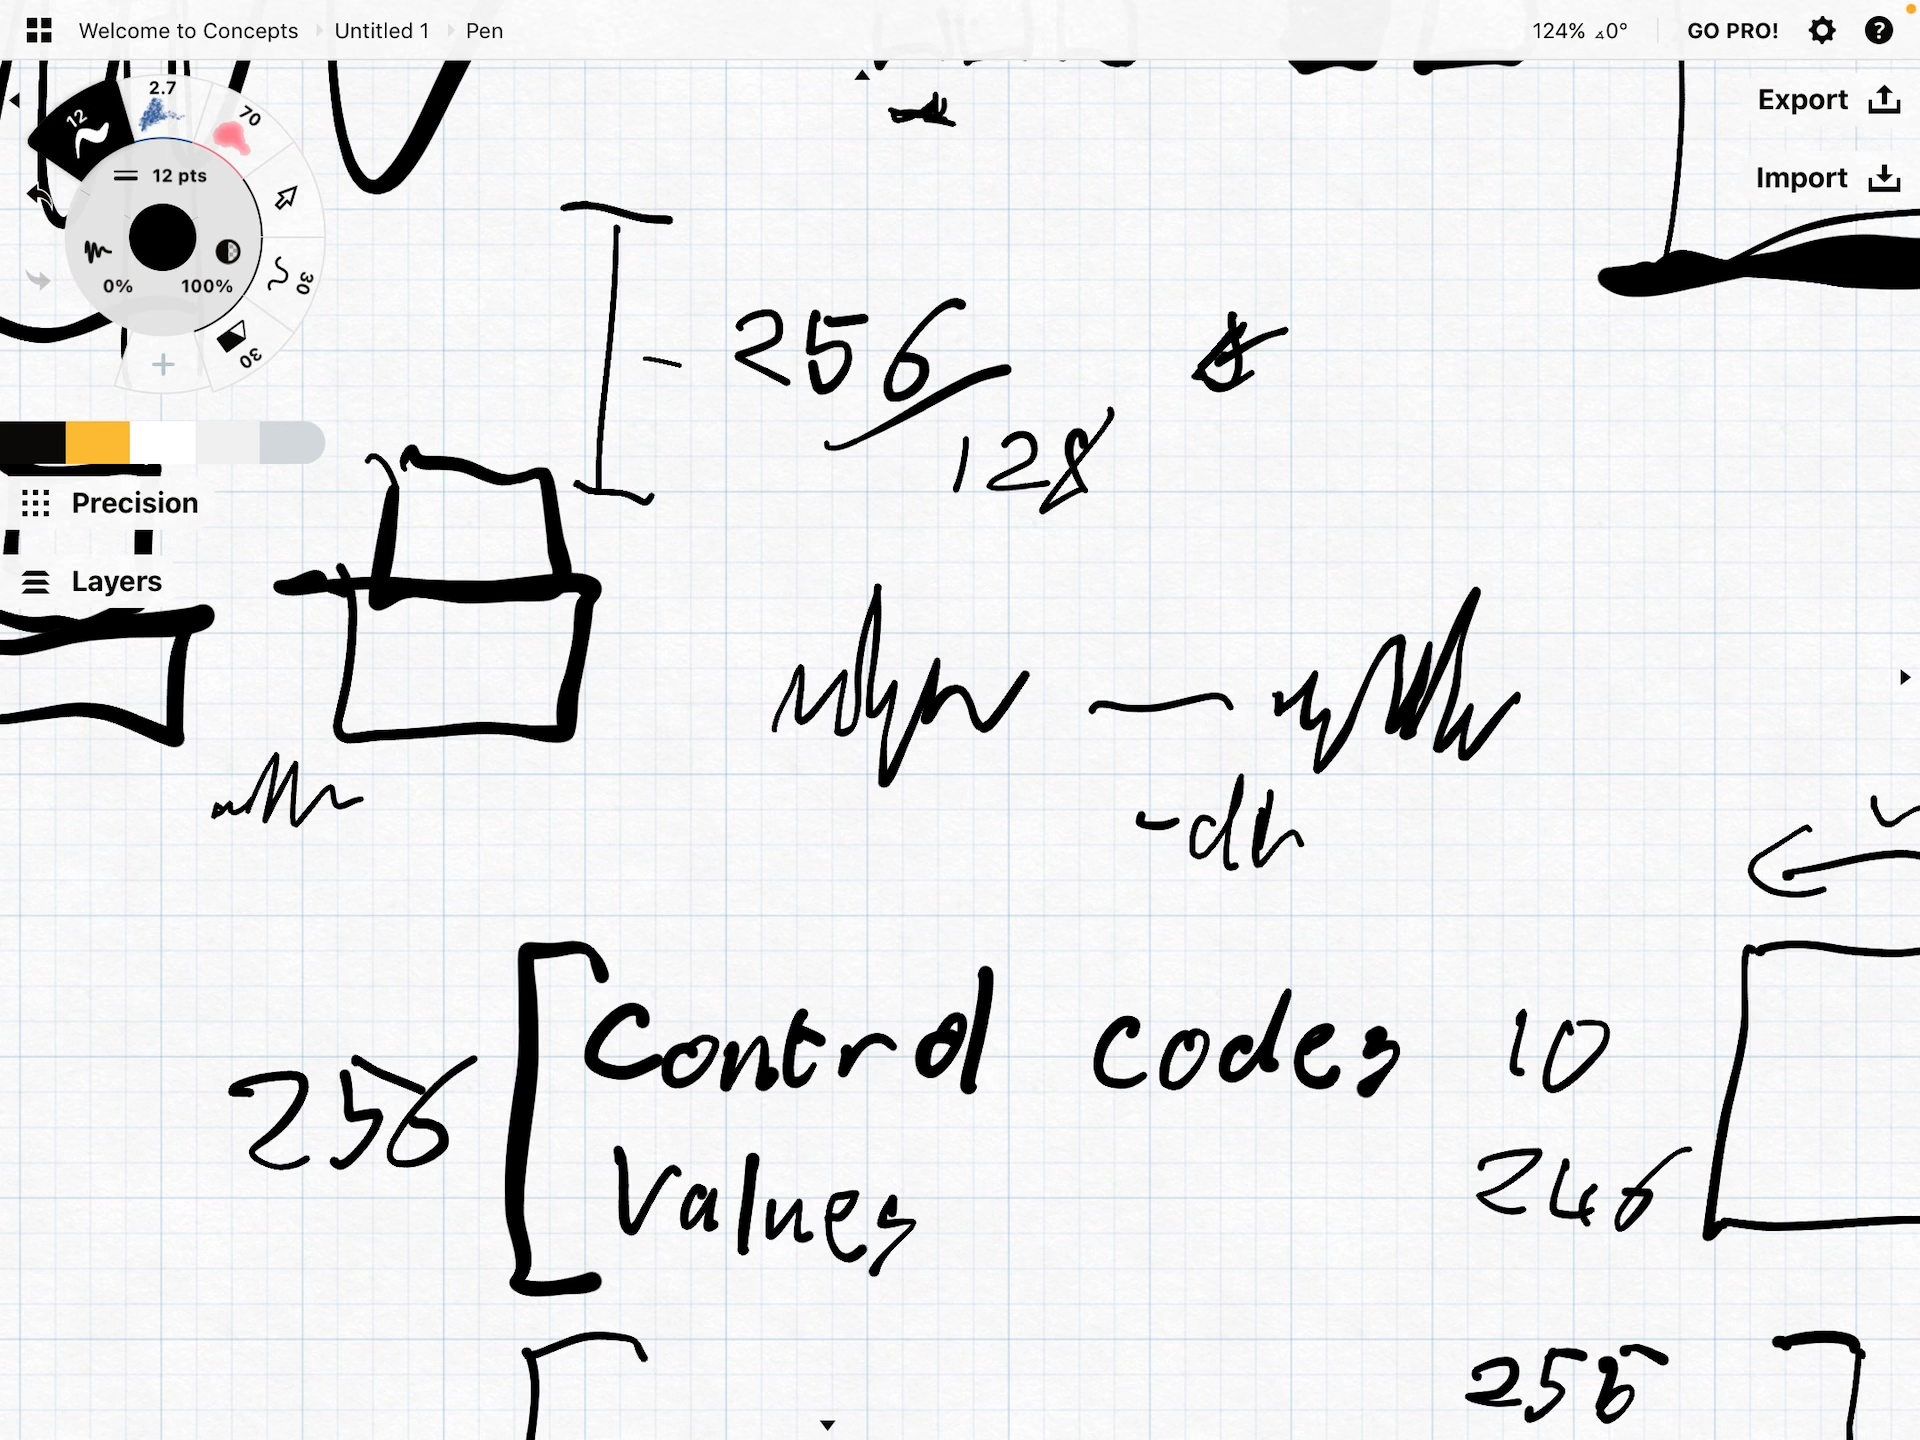 Welcome to Concepts Untitled 1 Pen
124% ⊿0° GO PRO!
2.7
12
70
12 pts
0% 100%
30
30
Export
Import
Precision
Layers
- 256/128
256
Control codes 10
Values 246
256